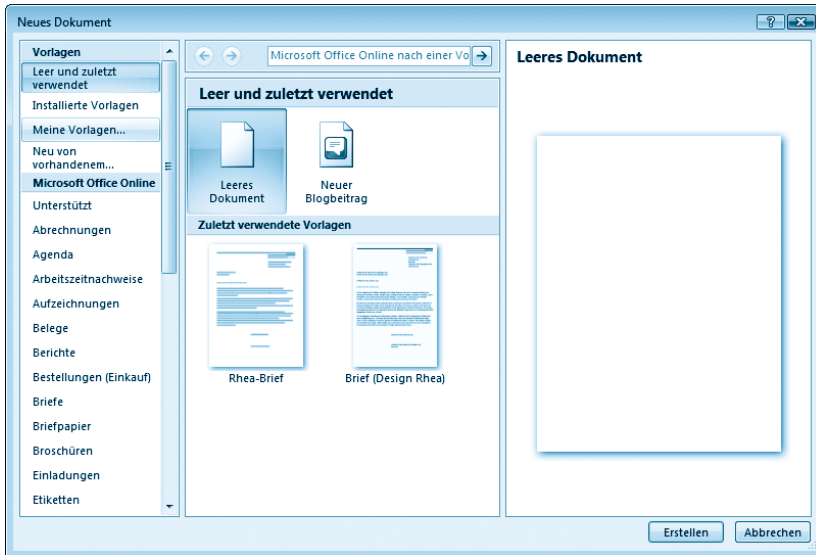 Neues Dokument
Vorlagen
Leer und zuletzt
verwendet
Installierte Vorlagen
Meine Vorlagen...
Neu von
vorhandenem...
Microsoft Office Online
Unterstützt
Abrechnungen
Agenda
Arbeitszeitnachweise
Aufzeichnungen
Belege
Berichte
Bestellungen (Einkauf)
Briefe
Briefpapier
Broschüren
Einladungen
Etiketten
Microsoft Office Online nach einer Vo
Leer und zuletzt verwendet
Leeres
Dokument
Neuer
Blogbeitrag
Zuletzt verwendete Vorlagen
Rhea-Brief
Brief (Design Rhea)
Leeres Dokument
Erstellen
Abbrechen